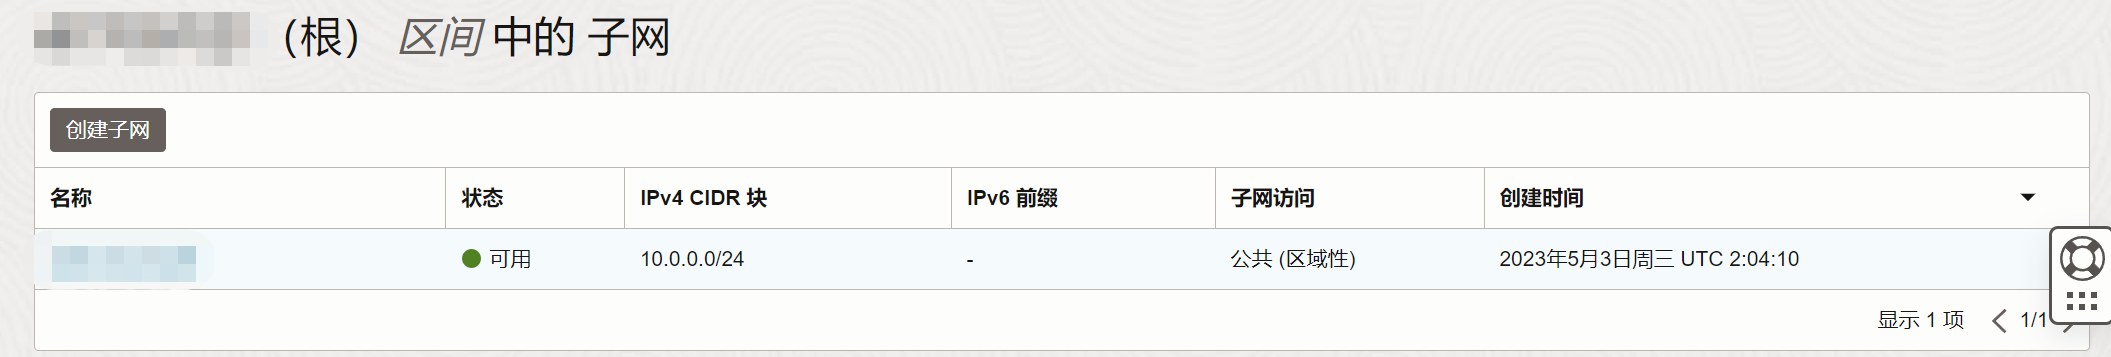 （根） 区间 中的 子网
创建子网
名称 状态 IPv4 CIDR 块 IPv6 前缀 子网访问 创建时间
可用 10.0.0.0/24 - 公共 (区域性) 2023年5月3日周三 UTC 2:04:10
显示 1 项 1/1